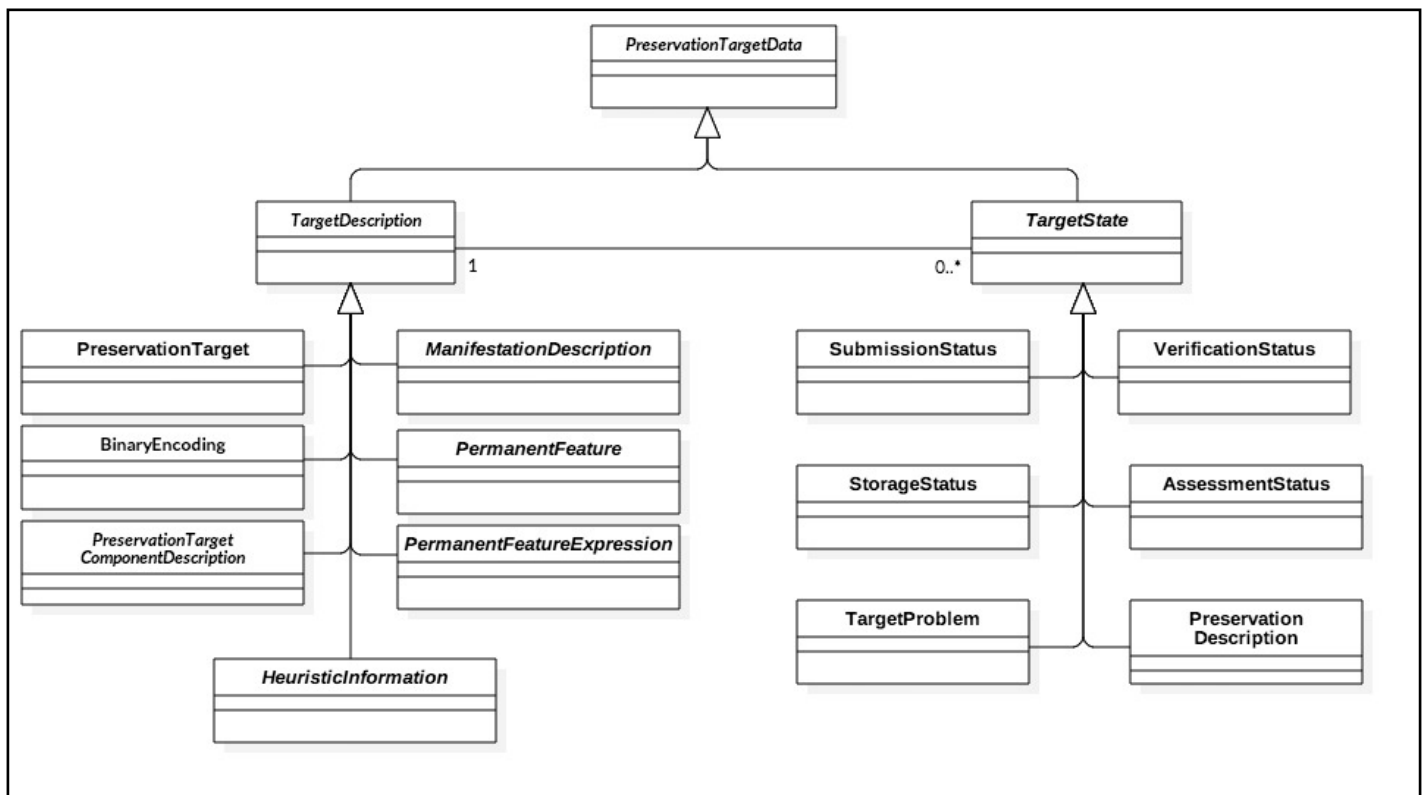 PreservationTargetData
TargetDescription
TargetState
1
0..*
PreservationTarget
ManifestationDescription
SubmissionStatus
VerificationStatus
BinaryEncoding
PermanentFeature
StorageStatus
AssessmentStatus
PreservationTarget
ComponentDescription
PermanentFeatureExpression
TargetProblem
Preservation
Description
HeuristicInformation